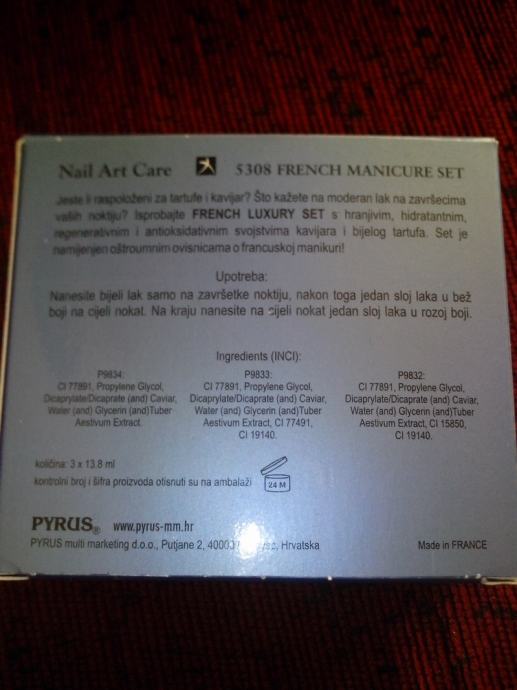 Nail Art Care 5308 FRENCH MANICURE SET
Jeste li raspoloženi za tartufe i kavijar? Što kažete na moderan lak na završecima
vaših noktiju? Isprobajte FRENCH LUXURY SET s hranjivim, hidratantnim,
regenerativnim i antioksidativnim svojstvima kavijara i bijelog tartufa. Set je
namijenjen oštroumnim ovisnicama o francuskoj manikuri!
Upotreba:
Nanesite bijeli lak samo na završetke noktiju, nakon toga jedan sloj laka u bež
boji na cijeli nokat. Na kraju nanesite na cijeli nokat jedan sloj laka u rozoj boji.
Ingredients (INCI):
P9834:
CI 77891, Propylene Glycol,
Dicaprylate/Dicaprate (and) Caviar,
Water (and) Glycerin (and)Tuber
Aestivum Extract.
P9833:
CI 77891, Propylene Glycol,
Dicaprylate/Dicaprate (and) Caviar,
Water (and) Glycerin (and)Tuber
Aestivum Extract, CI 77491,
CI 19140.
P9832:
CI 77891, Propylene Glycol,
Dicaprylate/Dicaprate (and) Caviar,
Water (and) Glycerin (and)Tuber
Aestivum Extract, CI 15850,
CI 19140.
količina: 3 x 13.8 ml
kontrolni broj i šifra proizvoda otisnuti su na ambalaži
24 M
PYRUS® www.pyrus-mm.hr
PYRUS multi marketing d.o.o., Putjane 2, Hrvatska
Made in FRANCE